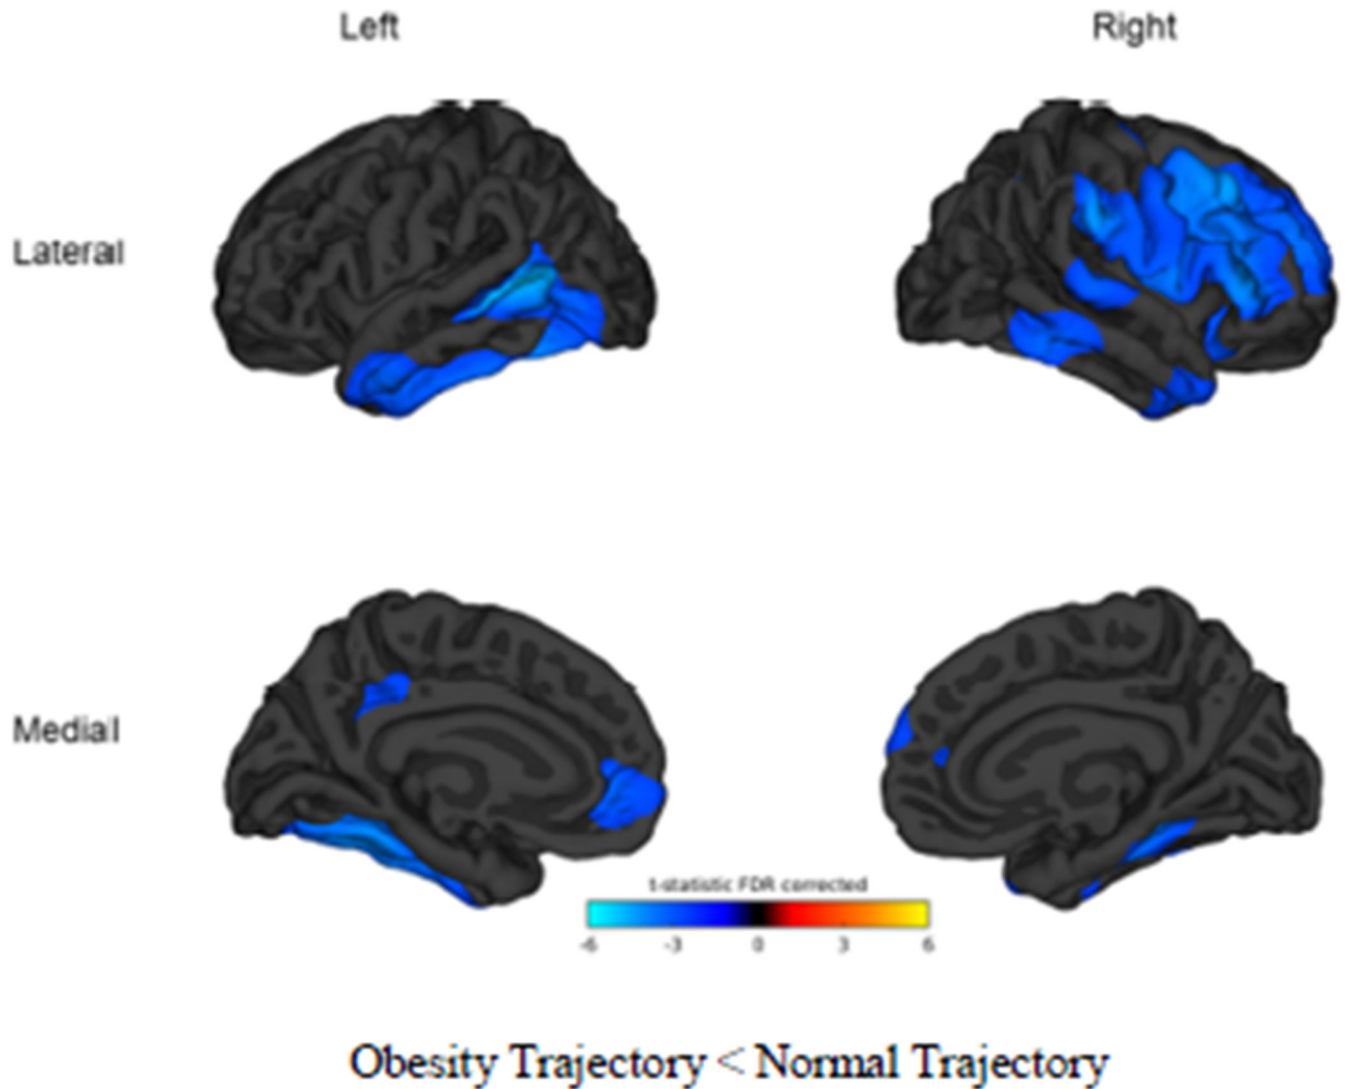 Left Right
Lateral
Medial
t-statistic FDR corrected
-6 -3 0 3 6
Obesity Trajectory < Normal Trajectory